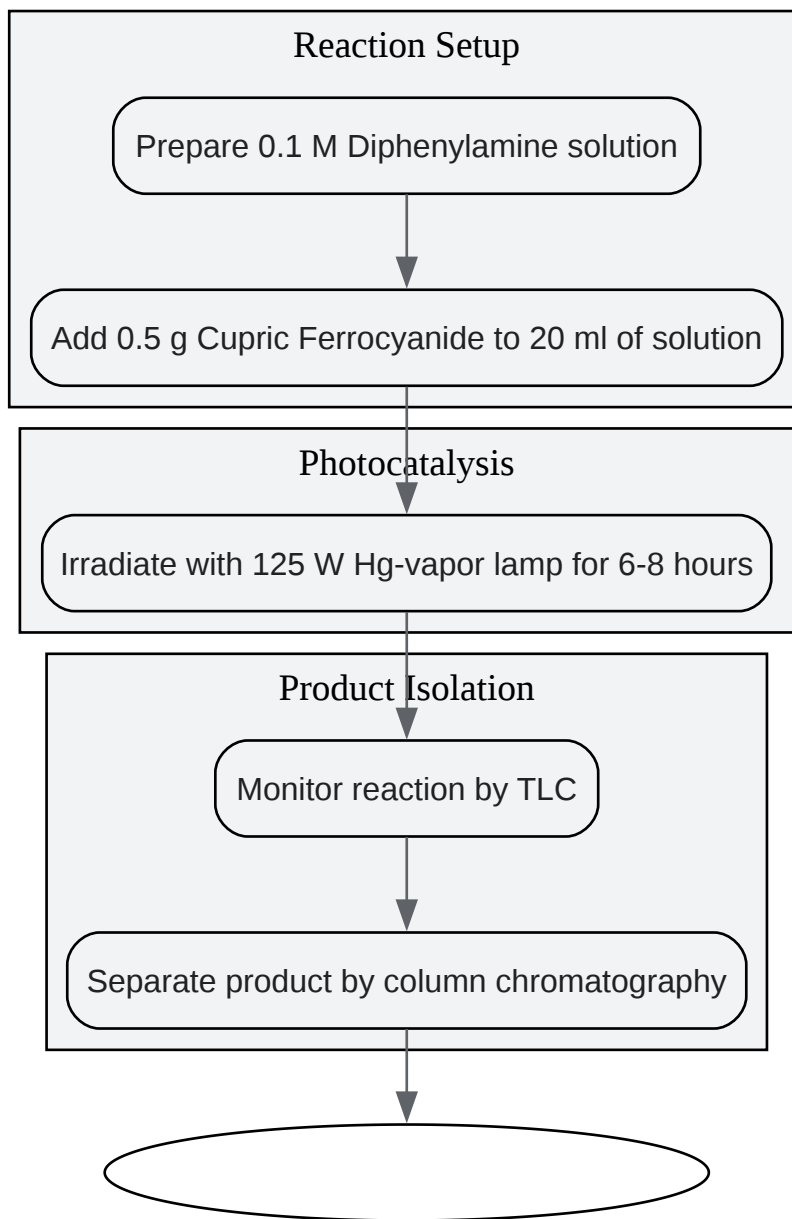 Reaction Setup
Prepare 0.1 M Diphenylamine solution
Add 0.5 g Cupric Ferrocyanide to 20 ml of solution
Photocatalysis
Irradiate with 125 W Hg-vapor lamp for 6-8 hours
Product Isolation
Monitor reaction by TLC
Separate product by column chromatography